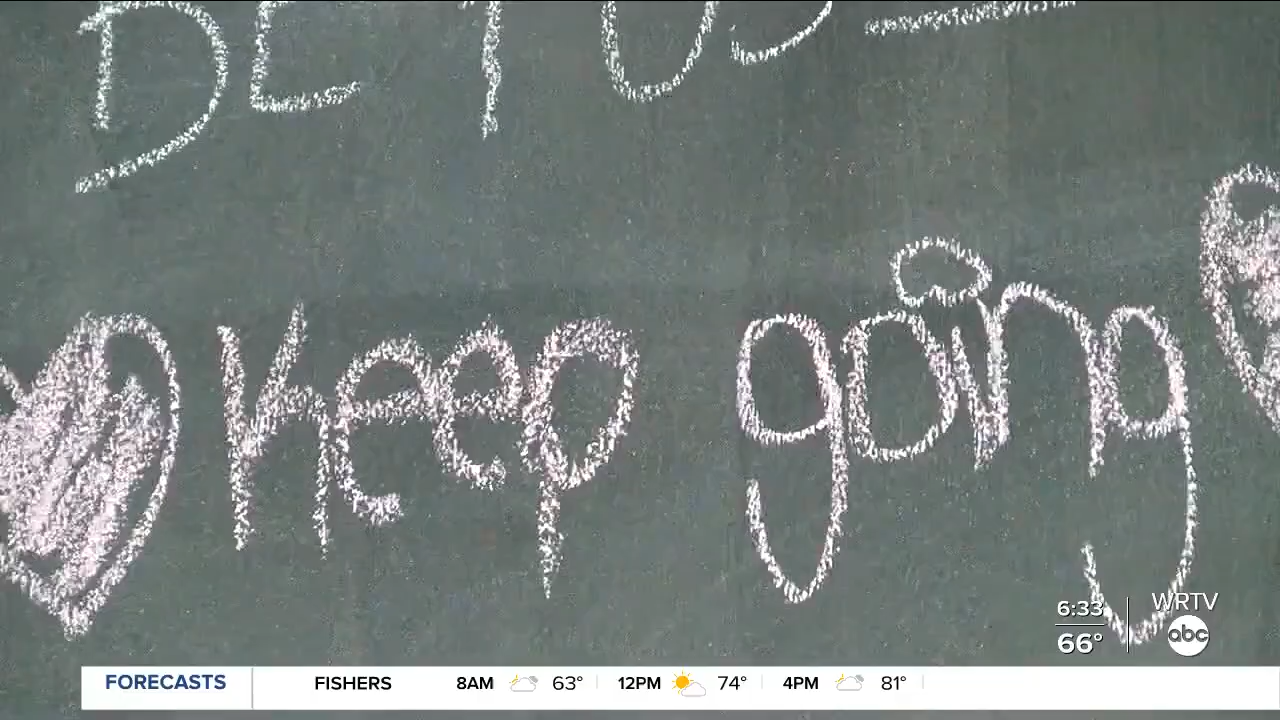 keep going
6:33
66°
WRTV
abc
FORECASTS FISHERS 8AM 63° 12PM 74° 4PM 81°